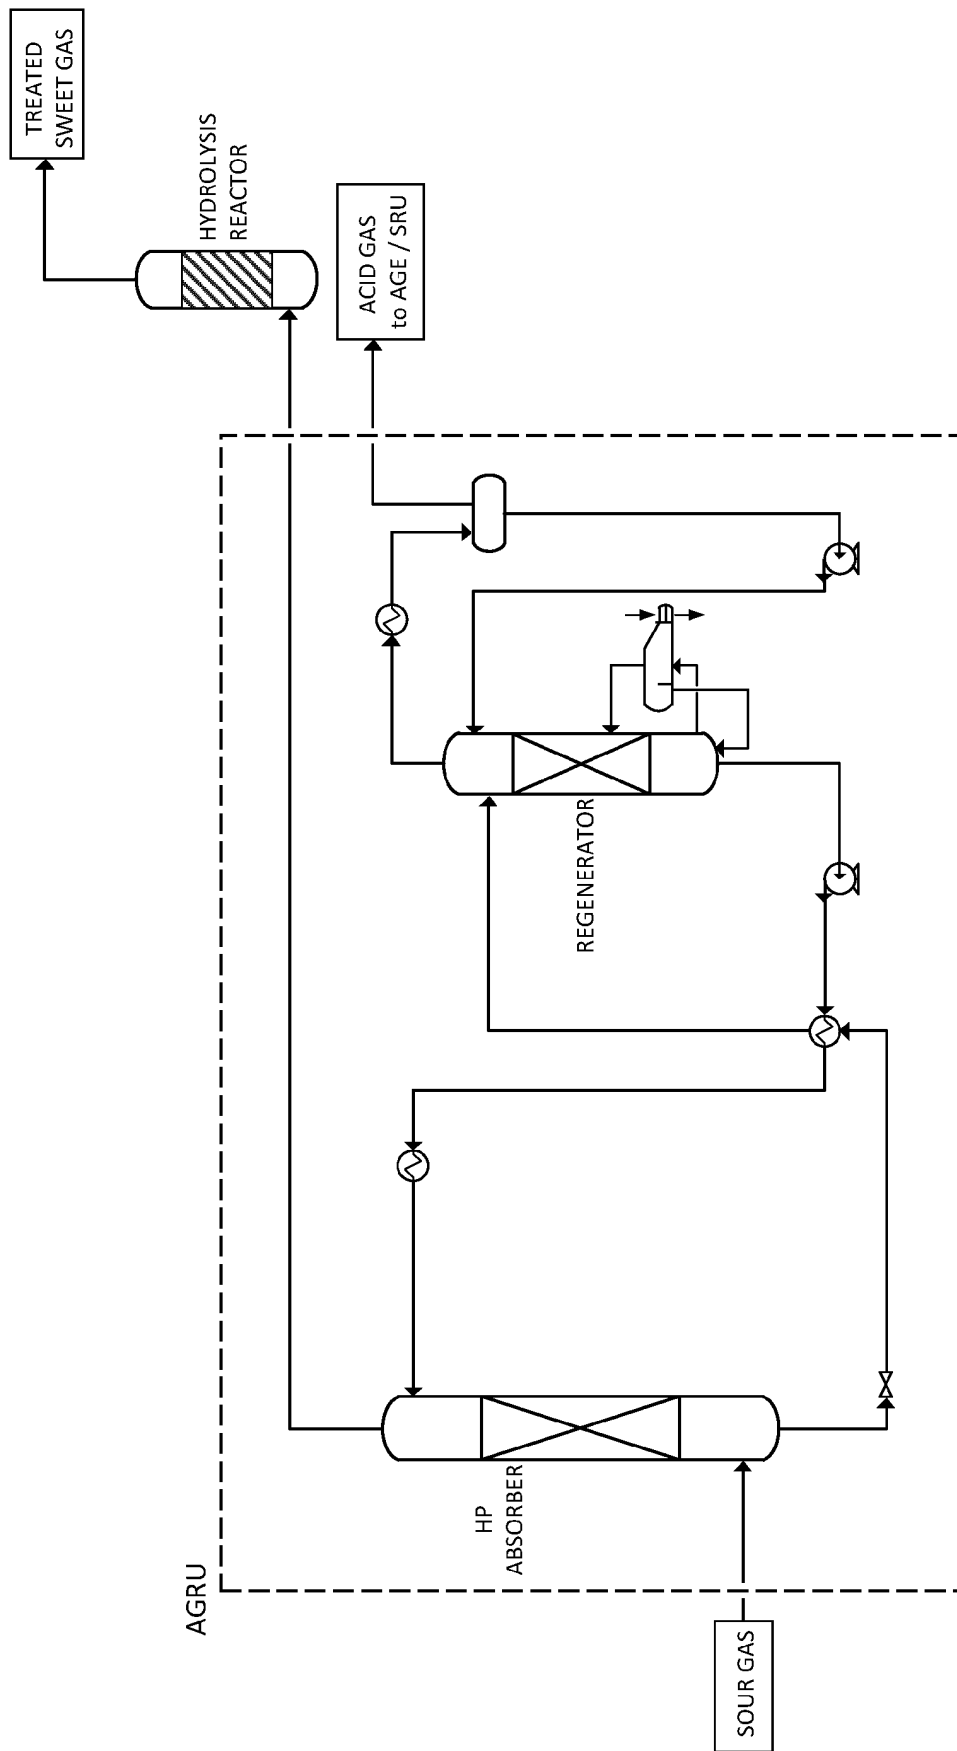 AGRU
SOUR GAS
HP
ABSORBER
REGENERATOR
ACID GAS
to AGE / SRU
HYDROLYSIS
REACTOR
TREATED
SWEET GAS